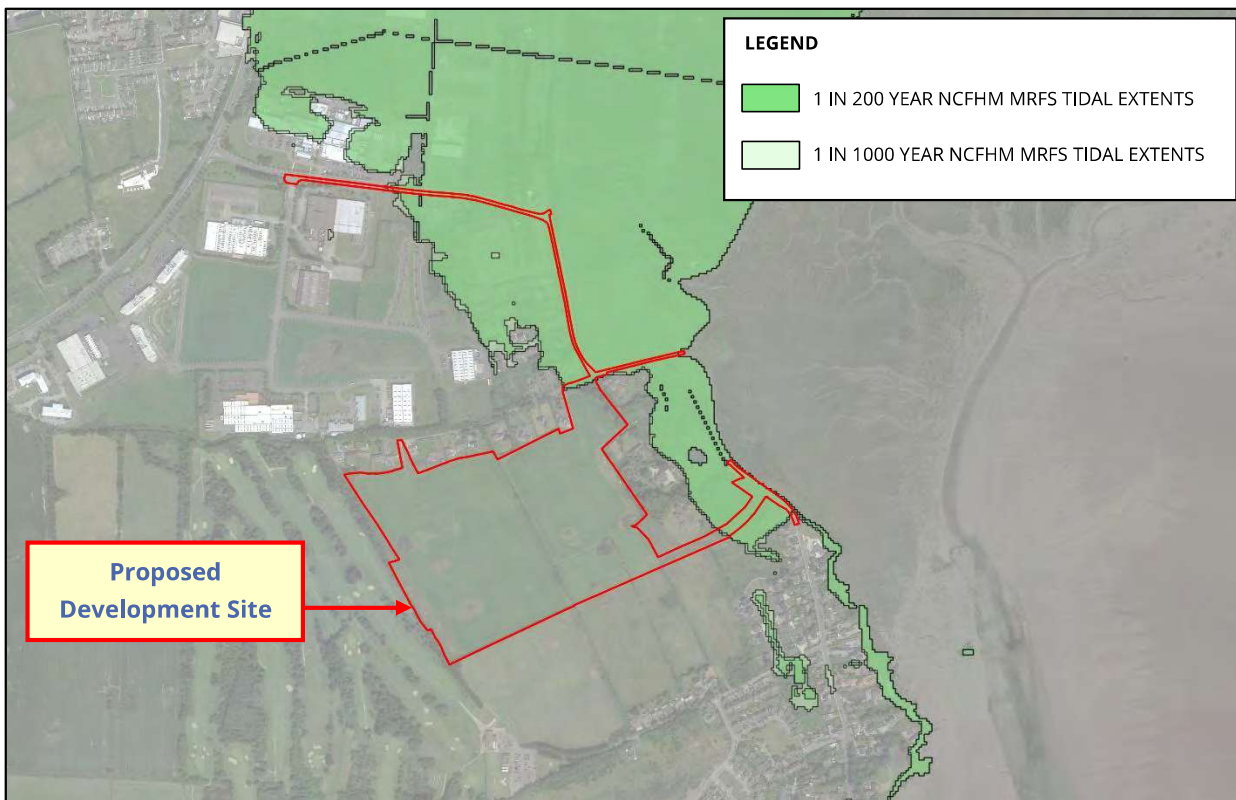 LEGEND
1 IN 200 YEAR NCFHM MRFS TIDAL EXTENTS
1 IN 1000 YEAR NCFHM MRFS TIDAL EXTENTS
Proposed
Development Site